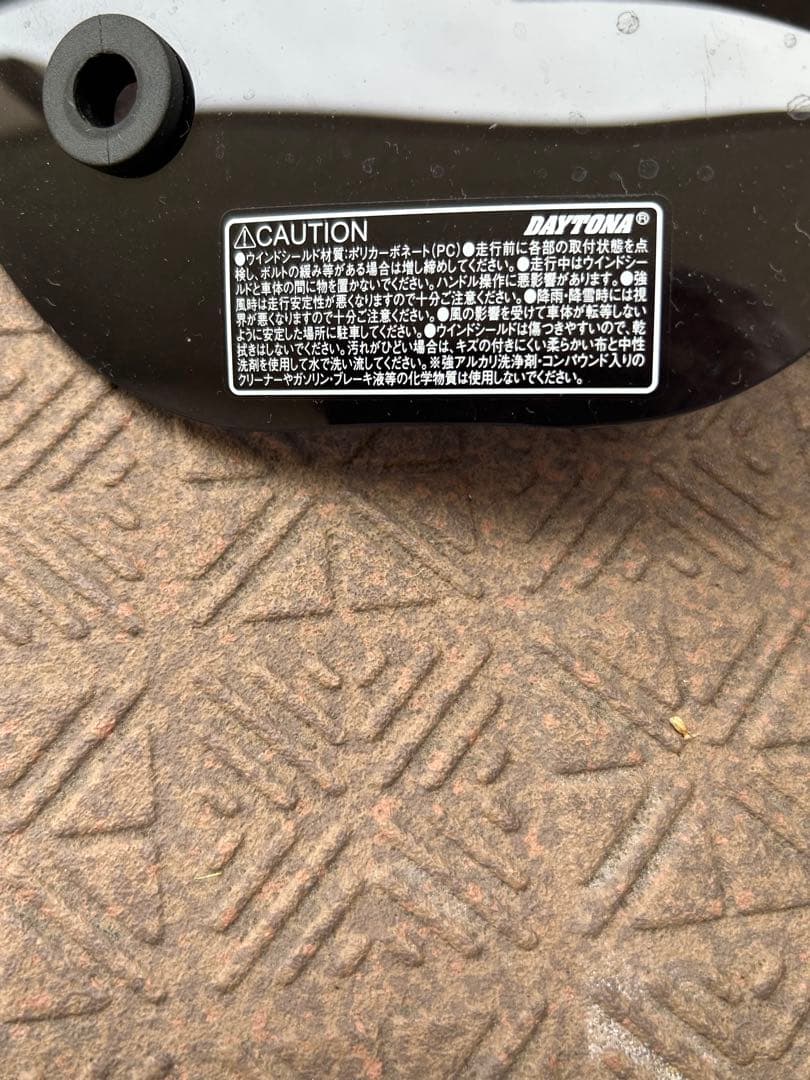 ⚠CAUTION DAYTONA®
●ウインドシールド材質:ポリカーボネート(PC)●走行前に各部の取付状態を点
検し、ボルトの緩み等がある場合は増し締めしてください。●走行中はウインドシー
ルドと車体の間に物を置かないでください。ハンドル操作に悪影響があります。●強
風時は走行安定性が悪くなりますので十分ご注意ください。●降雨・降雪時には視
界が悪くなりますので十分ご注意ください。●風の影響を受けて車体が転等しない
ように安定した場所に駐車してください。●ウインドシールドは傷つきやすいので、乾
拭きはしないでください。汚れがひどい場合は、キズの付きにくい柔らかい布と中性
洗剤を使用して水で洗い流してください。※強アルカリ洗浄剤・コンパウンド入りの
クリーナーやガソリン・ブレーキ液等の化学物質は使用しないでください。